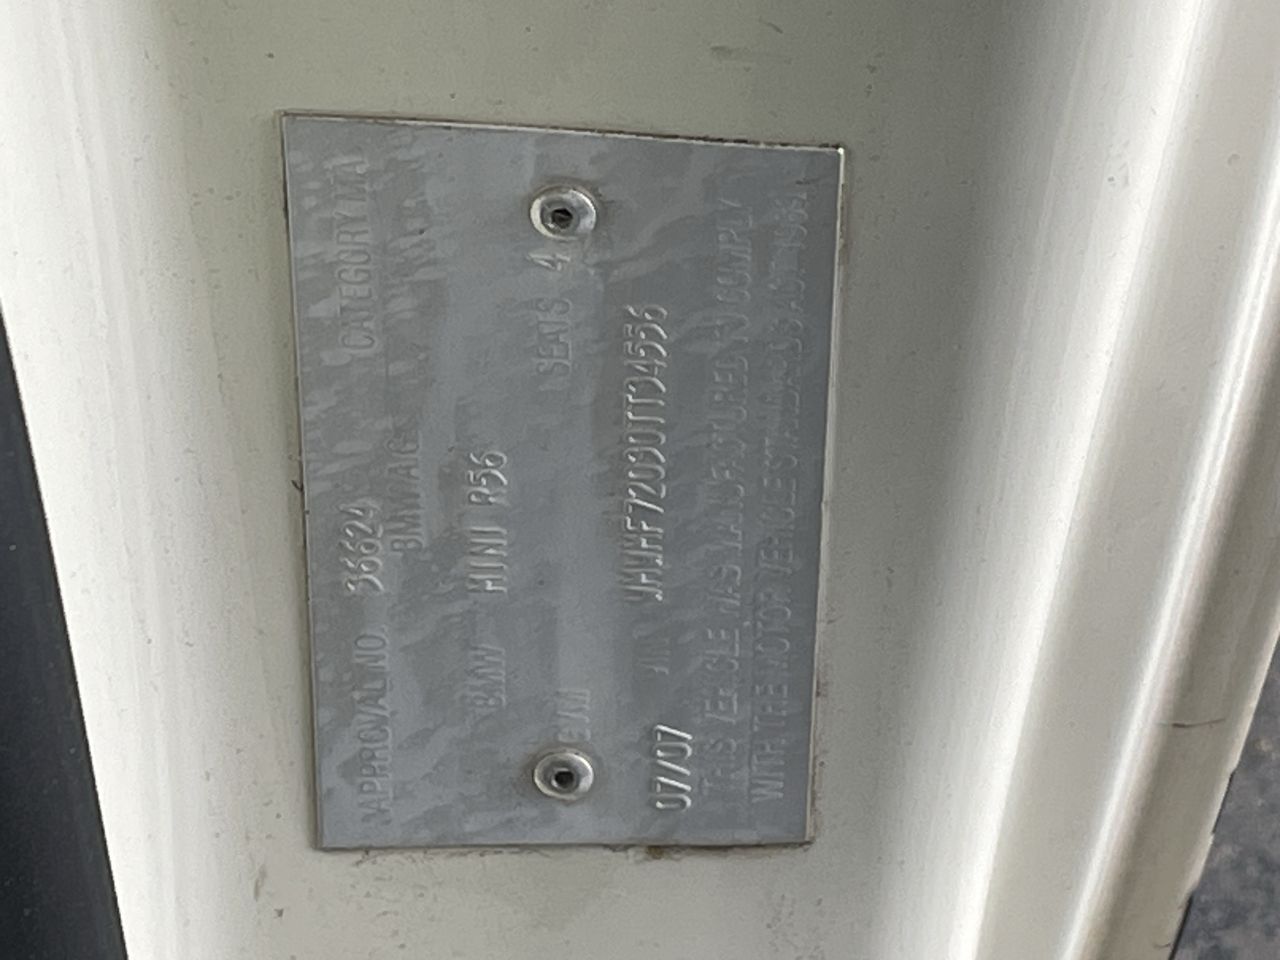 APPROVAL NO. 36624 CATEGORY MA
BMW AG
BMW MINI R56
GVM SEATS 4
07/07 VIN WMWMF72030TT34556
THIS VEHICLE WAS MANUFACTURED TO COMPLY
WITH THE MOTOR VEHICLE STANDARDS ACT 1989